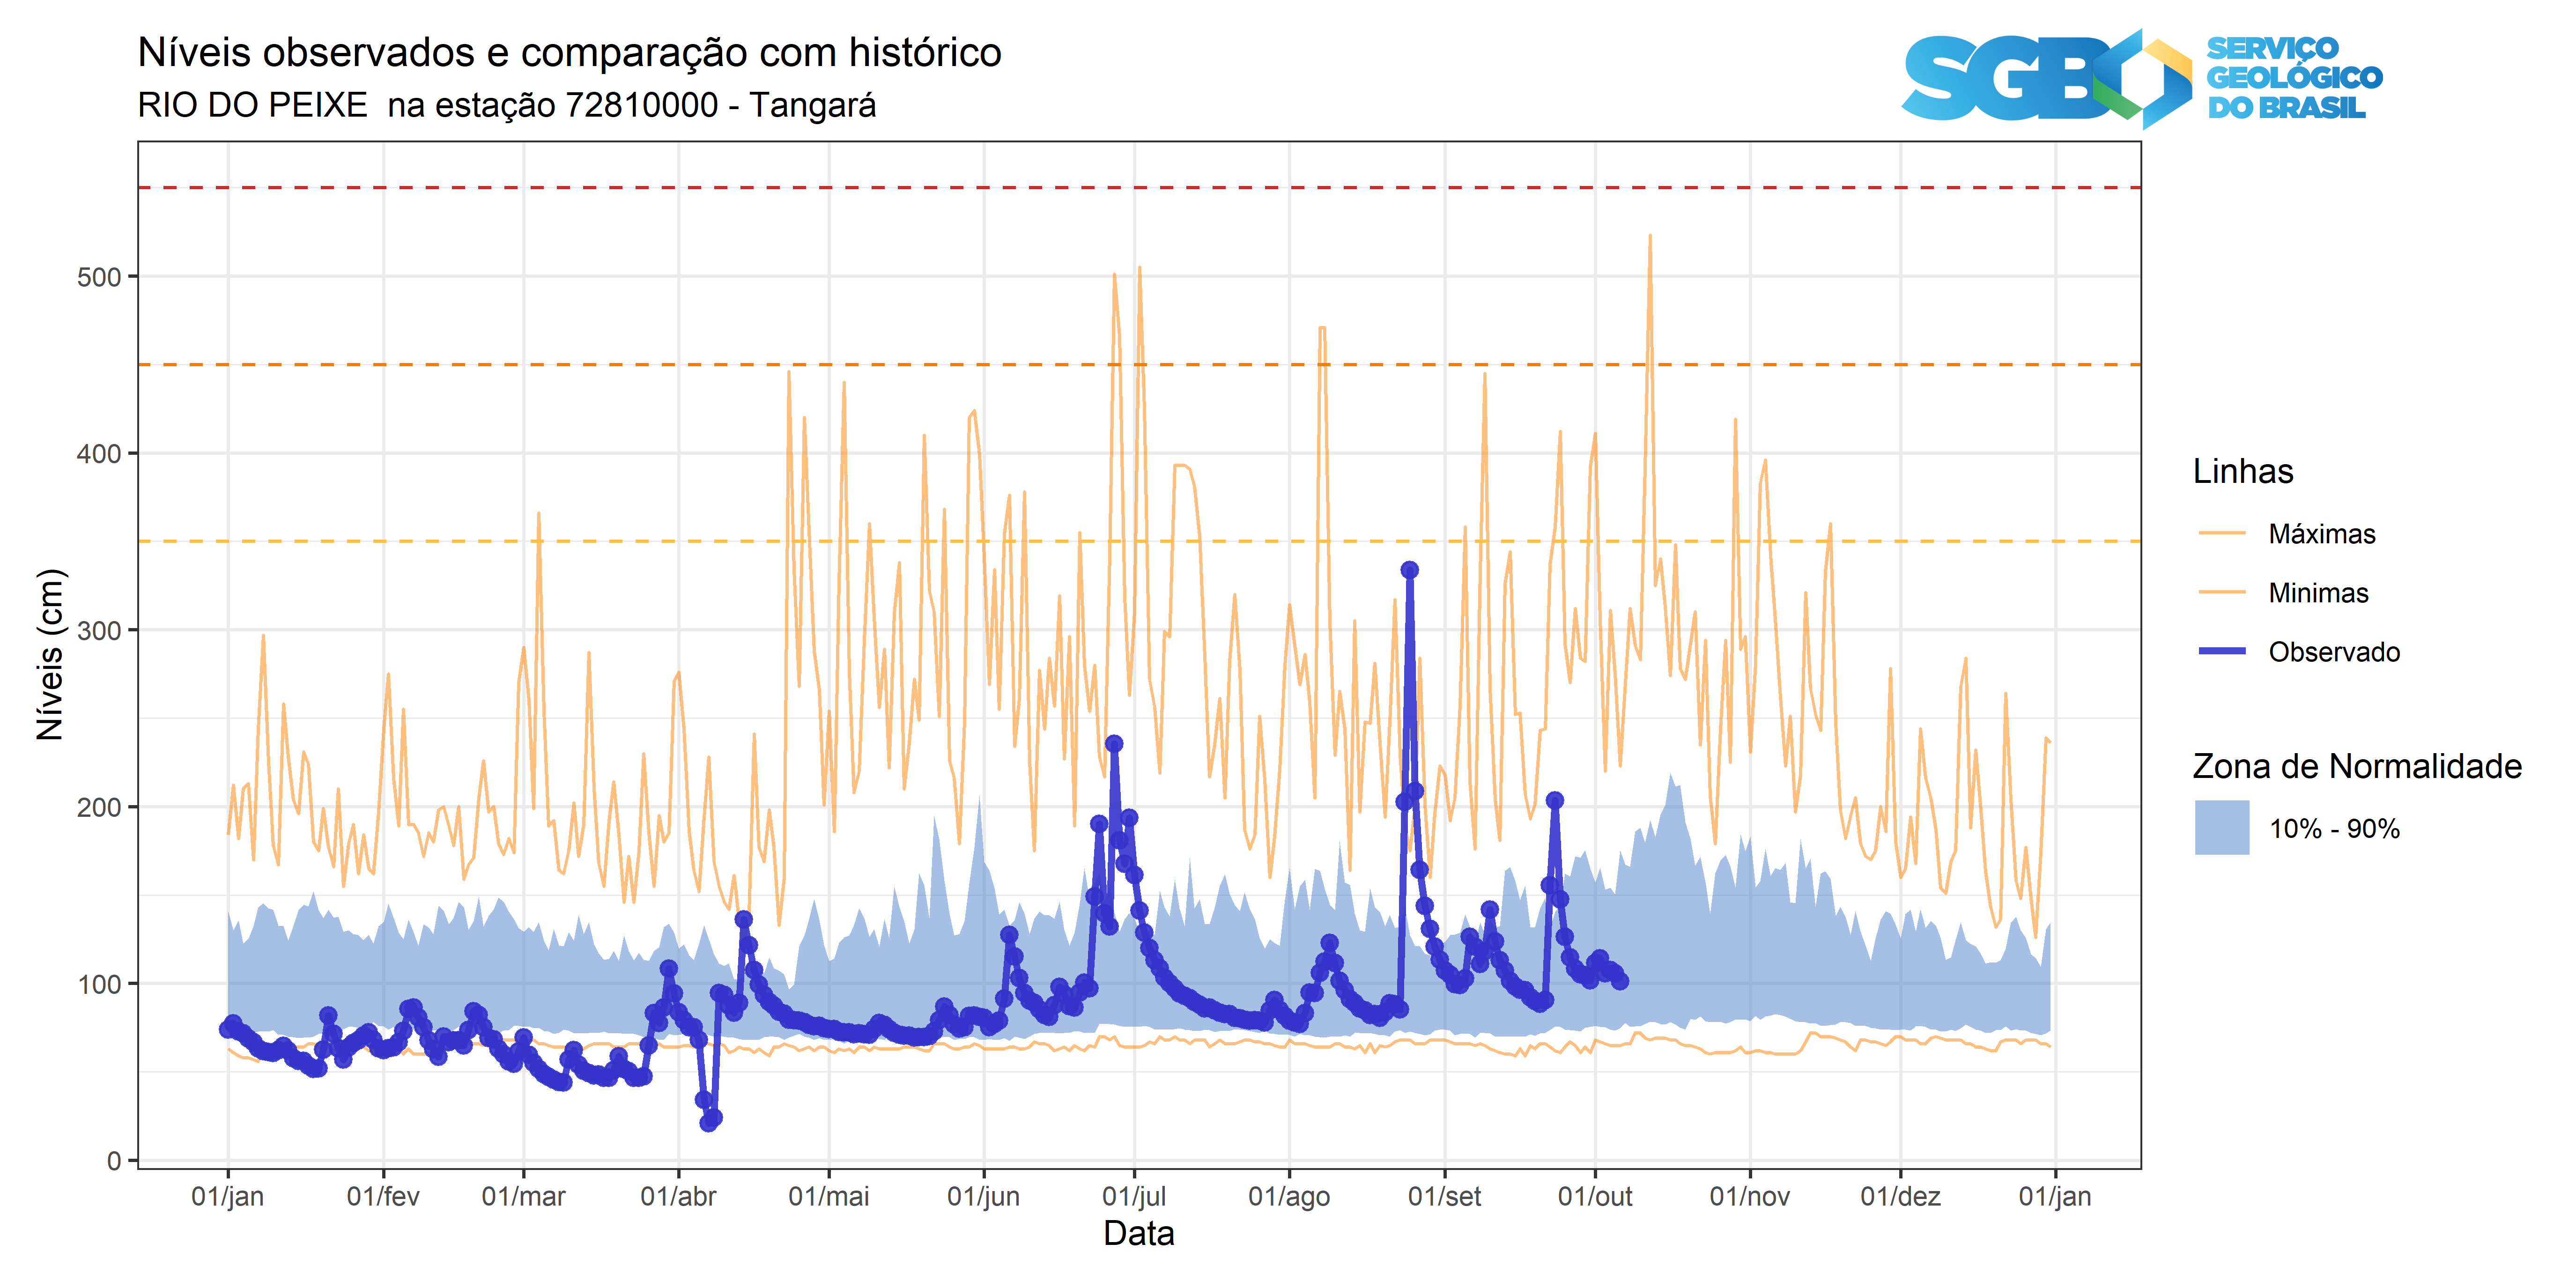 Níveis observados e comparação com histórico
RIO DO PEIXE  na estação 72810000 - Tangará
SGB
SERVIÇO
GEOLÓGICO
DO BRASIL
500
400
300
200
100
0
Níveis (cm)
01/jan
01/fev
01/mar
01/abr
01/mai
01/jun
01/jul
01/ago
01/set
01/out
01/nov
01/dez
01/jan
Data
Linhas
Máximas
Minimas
Observado
Zona de Normalidade
10% - 90%